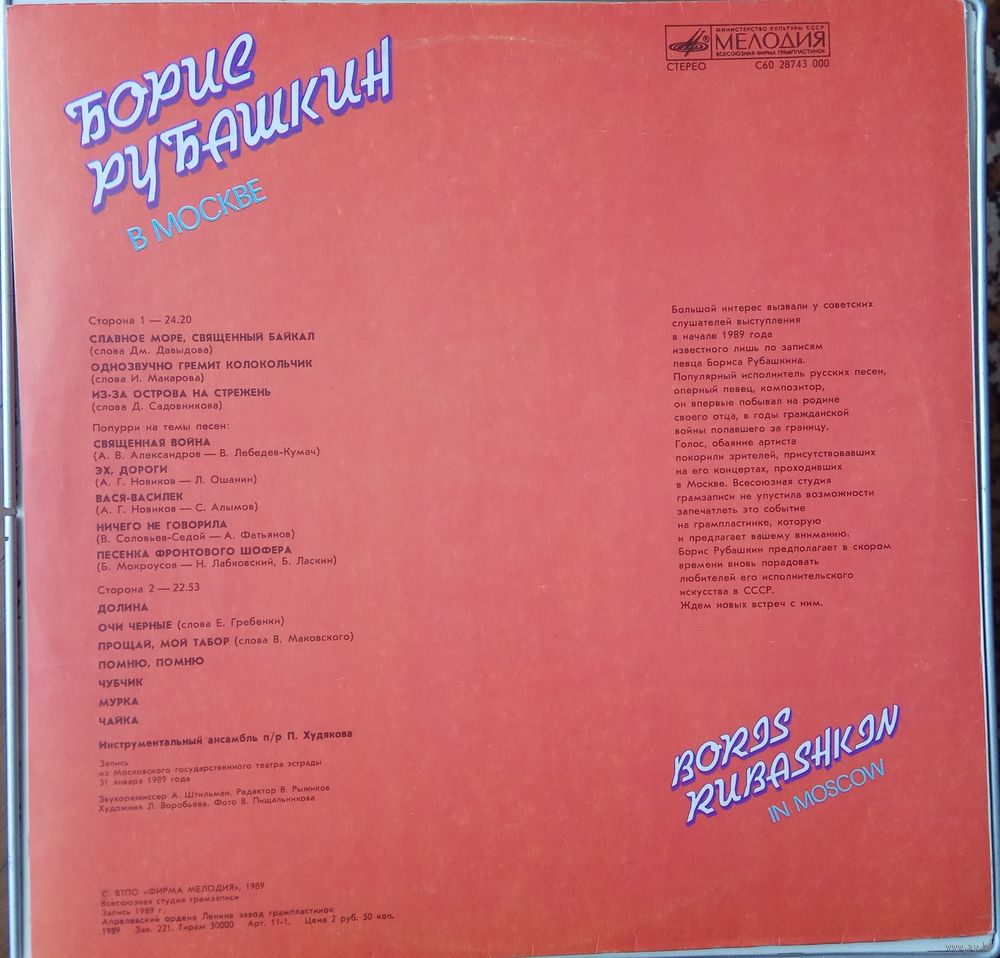 БОРИС
РУБАШКИН
В МОСКВЕ
МИНИСТЕРСТВО КУЛЬТУРЫ СССР
МЕЛОДИЯ
ВСЕСОЮЗНАЯ ФИРМА ГРАМПЛАСТИНОК
СТЕРЕО С60 28743 000
Сторона 1 — 24.20
СЛАВНОЕ МОРЕ, СВЯЩЕННЫЙ БАЙКАЛ
(слова Дм. Давыдова)
ОДНОЗВУЧНО ГРЕМИТ КОЛОКОЛЬЧИК
(слова И. Макарова)
ИЗ-ЗА ОСТРОВА НА СТРЕЖЕНЬ
(слова Д. Садовникова)
Попурри на темы песен:
СВЯЩЕННАЯ ВОЙНА
(А. В. Александров — В. Лебедев-Кумач)
ЭХ, ДОРОГИ
(А. Г. Новиков — Л. Ошанин)
ВАСЯ-ВАСИЛЕК
(А. Г. Новиков — С. Алымов)
НИЧЕГО НЕ ГОВОРИЛА
(В. Соловьев-Седой — А. Фатьянов)
ПЕСЕНКА ФРОНТОВОГО ШОФЕРА
(Б. Мокроусов — Н. Лабковский, Б. Ласкин)
Сторона 2 — 22.53
ДОЛИНА
ОЧИ ЧЕРНЫЕ (слова Е. Гребенки)
ПРОЩАЙ, МОЙ ТАБОР (слова В. Маковского)
ПОМНЮ, ПОМНЮ
ЧУБЧИК
МУРКА
ЧАЙКА
Инструментальный ансамбль п/р П. Худякова
Запись
из Московского государственного театра эстрады
31 января 1989 года
Звукорежиссер А. Штильман. Редактор В. Рыжиков
Художник Л. Воробьева. Фото В. Пищальникова
© ВТПО «ФИРМА МЕЛОДИЯ», 1989
Всесоюзная студия грамзаписи
Запись 1989 г.
Апрелевский ордена Ленина завод грампластинок
1989 Зак. 221. Тираж 30000 Арт. 11-1. Цена 2 руб. 50 коп.
Большой интерес вызвали у советских
слушателей выступления
в начале 1989 года
известного лишь по записям
певца Бориса Рубашкина.
Популярный исполнитель русских песен,
оперный певец, композитор,
он впервые побывал на родине
своего отца, в годы гражданской
войны попавшего за границу.
Голос, обаяние артиста
покорили зрителей, присутствовавших
на его концертах, проходивших
в Москве. Всесоюзная студия
грамзаписи не упустила возможности
запечатлеть это событие
на грампластинке, которую
и предлагает вашему вниманию.
Борис Рубашкин предполагает в скором
времени вновь порадовать
любителей его исполнительского
искусства в СССР.
Ждем новых встреч с ним.
BORIS
RUBASHKIN
IN MOSCOW